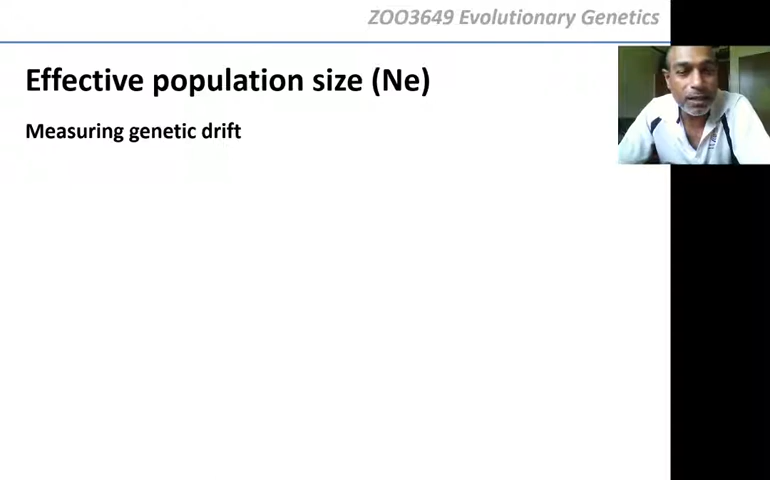 ZOO3649 Evolutionary Genetics
Effective population size (Ne)
Measuring genetic drift